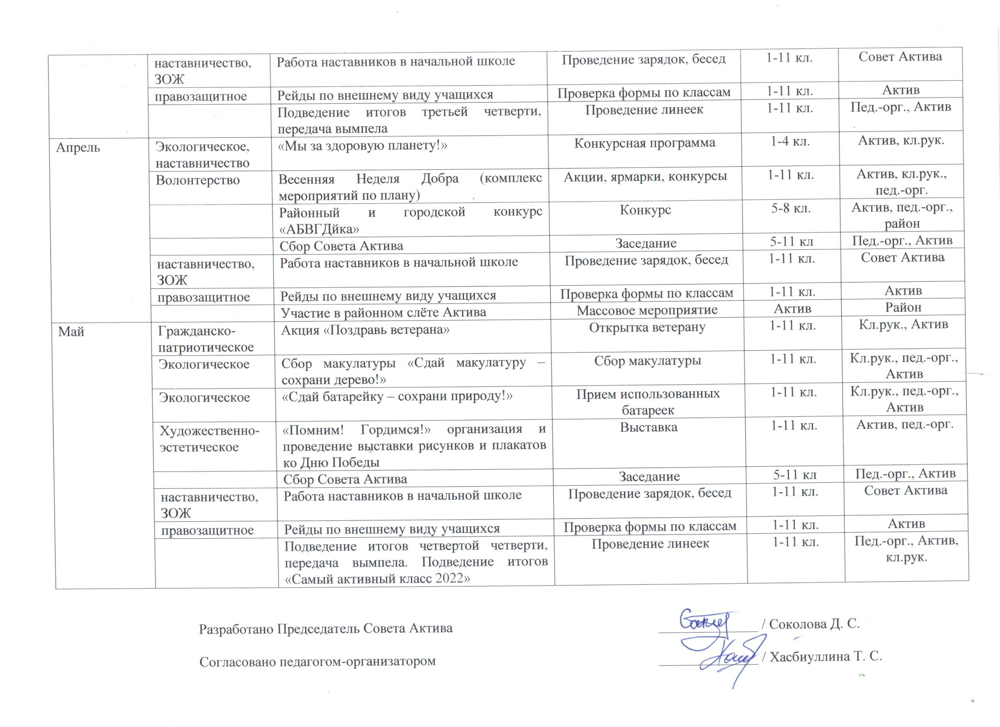 наставничество, Работа наставников в начальной школе Проведение зарядок, бесед 1-11 кл. Совет Актива
ЗОЖ
правозащитное Рейды по внешнему виду учащихся Проверка формы по классам 1-11 кл. Актив
Подведение итогов третьей четверти, Проведение линеек 1-11 кл. Пед.-орг., Актив
передача вымпела
Апрель Экологическое, «Мы за здоровую планету!» Конкурсная программа 1-4 кл. Актив, кл.рук.
наставничество
Волонтерство Весенняя Неделя Добра (комплекс Акции, ярмарки, конкурсы 1-11 кл. Актив, кл.рук.,
мероприятий по плану) пед.-орг.
Районный и городской конкурс Конкурс 5-8 кл. Актив, пед.-орг.,
«АБВГДйка» район
Сбор Совета Актива Заседание 5-11 кл Пед.-орг., Актив
наставничество, Работа наставников в начальной школе Проведение зарядок, бесед 1-11 кл. Совет Актива
ЗОЖ
правозащитное Рейды по внешнему виду учащихся Проверка формы по классам 1-11 кл. Актив
Участие в районном слёте Актива Массовое мероприятие Актив Район
Май Гражданско- Акция «Поздравь ветерана» Открытка ветерану 1-11 кл. Кл.рук., Актив
патриотическое
Экологическое Сбор макулатуры «Сдай макулатуру – Сбор макулатуры 1-11 кл. Кл.рук., пед.-орг.,
сохрани дерево!» Актив
Экологическое «Сдай батарейку – сохрани природу!» Прием использованных 1-11 кл. Кл.рук., пед.-орг.,
батареек Актив
Художественно- «Помним! Гордимся!» организация и Выставка 1-11 кл. Актив, пед.-орг.
эстетическое проведение выставки рисунков и плакатов
ко Дню Победы
Сбор Совета Актива Заседание 5-11 кл Пед.-орг., Актив
наставничество, Работа наставников в начальной школе Проведение зарядок, бесед 1-11 кл. Совет Актива
ЗОЖ
правозащитное Рейды по внешнему виду учащихся Проверка формы по классам 1-11 кл. Актив
Подведение итогов четвертой четверти, Проведение линеек 1-11 кл. Пед.-орг., Актив,
передача вымпела. Подведение итогов кл.рук.
«Самый активный класс 2022»
Разработано Председатель Совета Актива / Соколова Д. С.
Согласовано педагогом-организатором / Хасбиуллина Т. С.